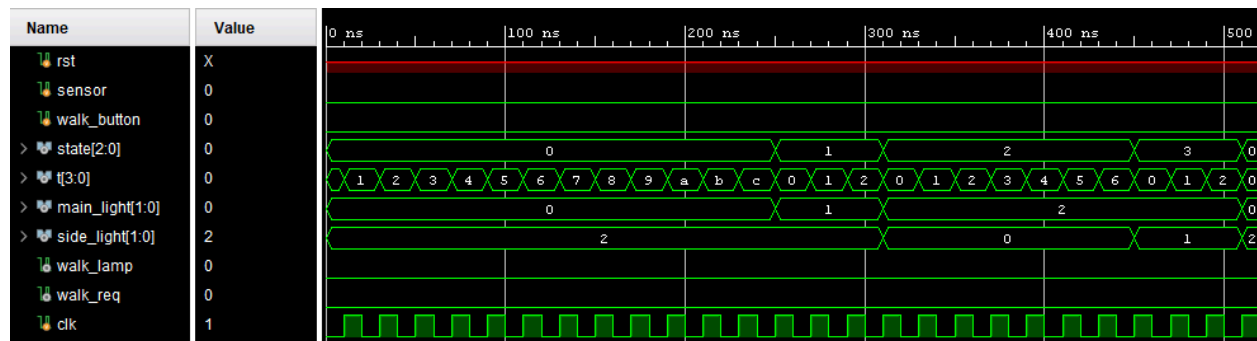 Name Value 0 ns 100 ns 200 ns 300 ns 400 ns 500
rst X
sensor 0
walk_button 0
state[2:0] 0 0 1 2 3 0
t[3:0] 0 1 2 3 4 5 6 7 8 9 a b c 0 1 2 0 1 2 3 4 5 6 0 1 2 0
main_light[1:0] 0 0 1 2 0
side_light[1:0] 2 2 0 1 2
walk_lamp 0
walk_req 0
clk 1